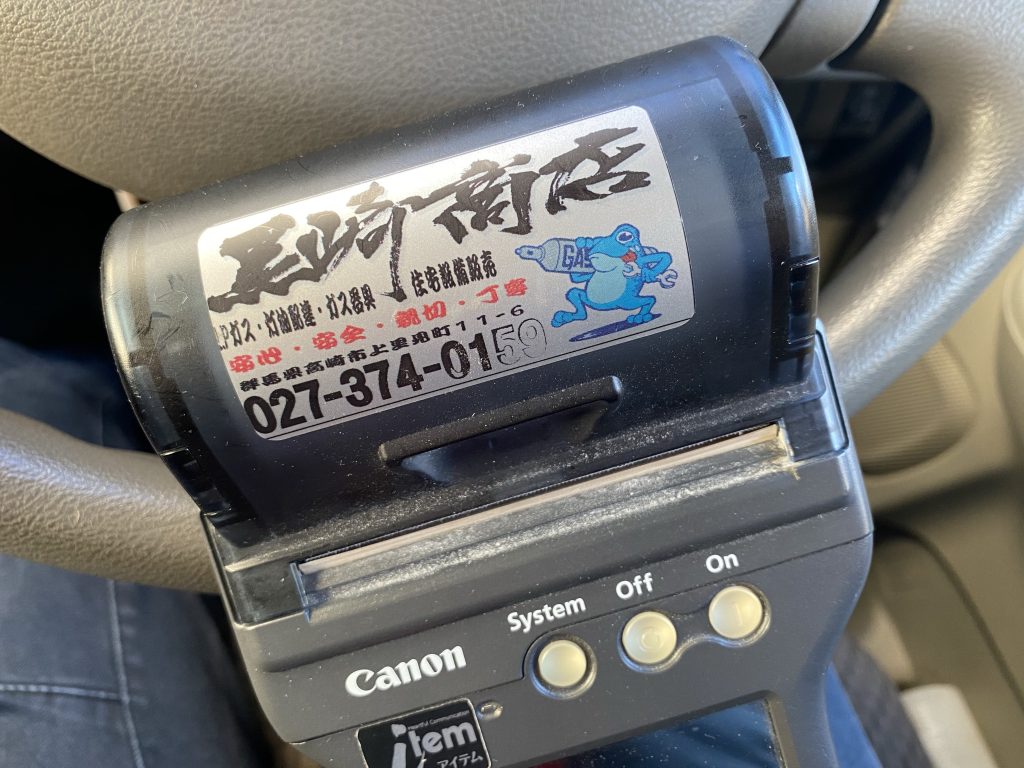 商店
LPガス・灯油配達・ガス器具 住宅設備販売
GAS
安心・安全・親切・丁寧
群馬県高崎市上里見町11-6
027-374-0159
System Off On
Canon
Heartful Communication
item
アイテム